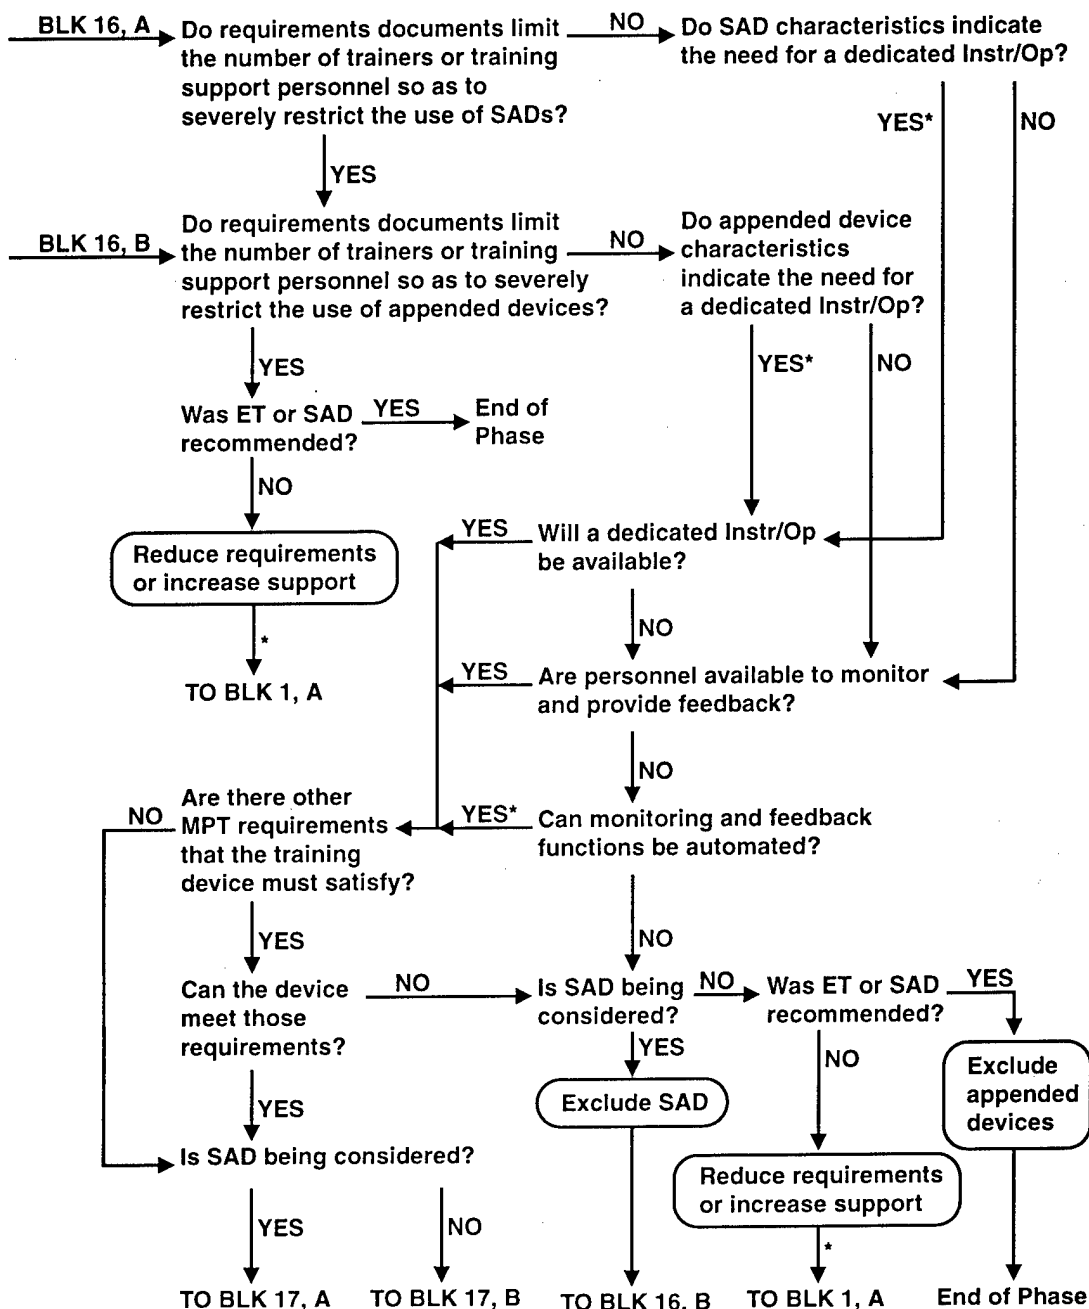 BLK 16, A
Do requirements documents limit
the number of trainers or training
support personnel so as to
severely restrict the use of SADs?
NO
Do SAD characteristics indicate
the need for a dedicated Instr/Op?
YES*
NO
YES
BLK 16, B
Do requirements documents limit
the number of trainers or training
support personnel so as to severely
restrict the use of appended devices?
NO
Do appended device
characteristics
indicate the need for
a dedicated Instr/Op?
YES
YES*
NO
Was ET or SAD
recommended?
YES
End of
Phase
NO
Reduce requirements
or increase support
*
TO BLK 1, A
YES
Will a dedicated Instr/Op
be available?
NO
YES
Are personnel available to monitor
and provide feedback?
NO
NO
Are there other
MPT requirements
that the training
device must satisfy?
YES*
Can monitoring and feedback
functions be automated?
YES
NO
Can the device
meet those
requirements?
NO
Is SAD being
considered?
NO
Was ET or SAD
recommended?
YES
YES
YES
NO
Exclude SAD
Exclude
appended
devices
Is SAD being considered?
Reduce requirements
or increase support
YES
NO
*
TO BLK 17, A
TO BLK 17, B
TO BLK 16, B
TO BLK 1, A
End of Phase